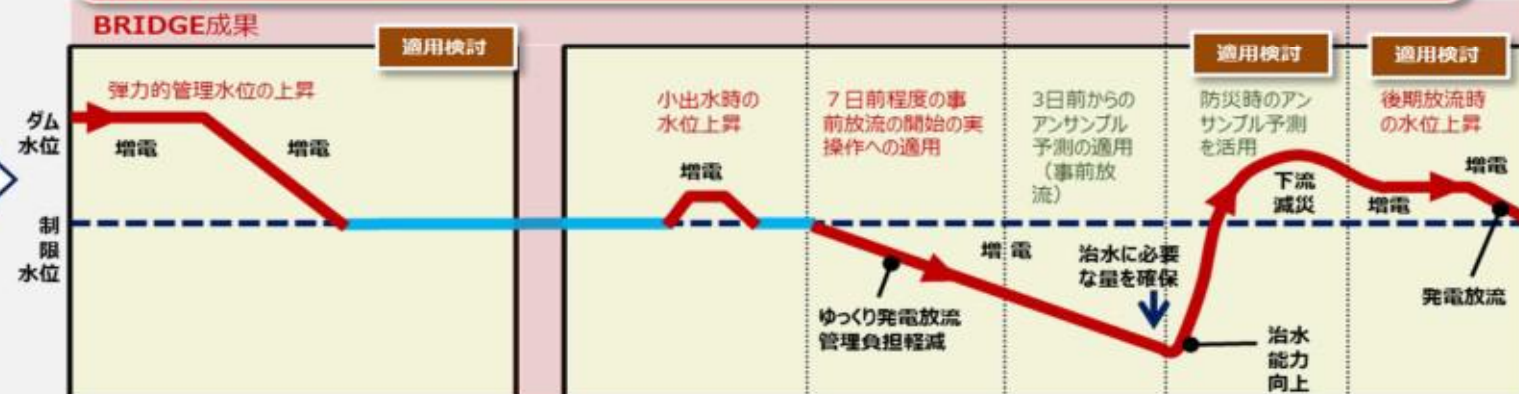 BRIDGE成果
適用検討
弾力的管理水位の上昇
ダム
水位
増電
増電
制
限
水位
小出水時の
水位上昇
増電
7日前程度の事
前放流の開始の実
操作への適用
増電
ゆっくり発電放流
管理負担軽減
3日前からの
アンサンブル
予測の適用
（事前放
流）
治水に必要
な量を確保
適用検討
防災時のアン
サンブル予測
を活用
下流
減災
治水
能力
向上
適用検討
後期放流時
の水位上昇
増電
増電
発電放流